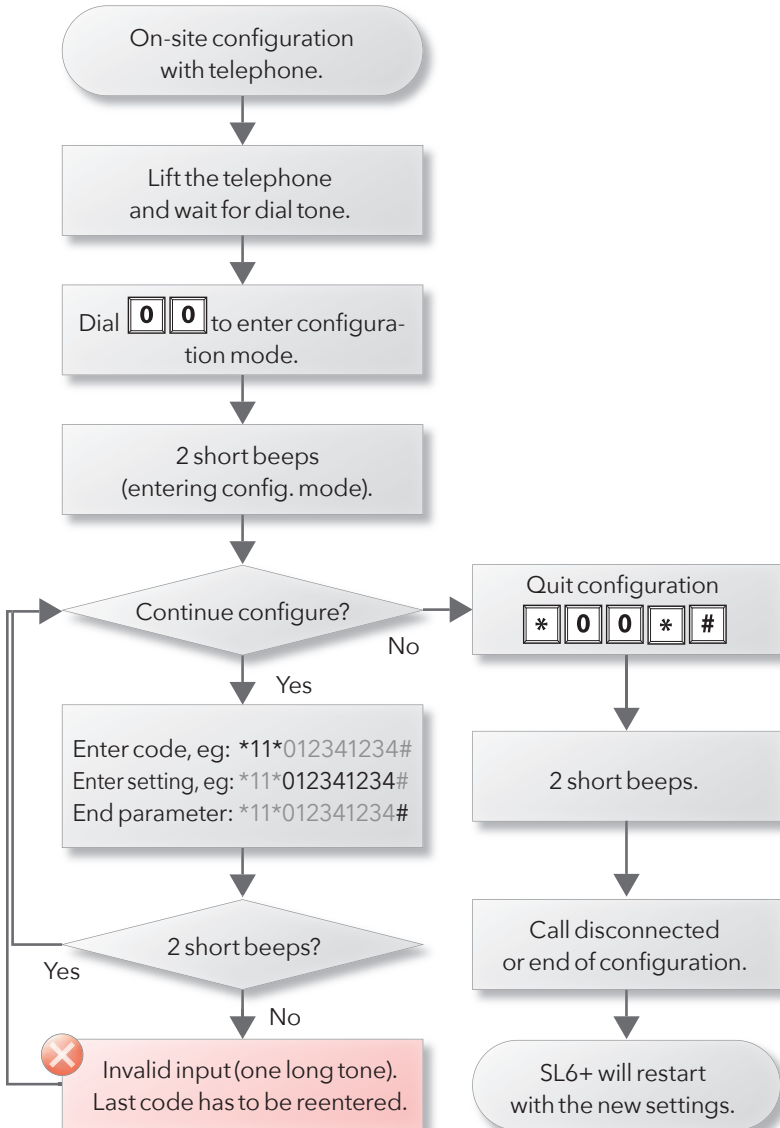 On-site configuration
with telephone.
Lift the telephone
and wait for dial tone.
Dial 0 0 to enter configura-
tion mode.
2 short beeps
(entering config. mode).
Continue configure?
No
Yes
Enter code, eg: *11*012341234#
Enter setting, eg: *11*012341234#
End parameter: *11*012341234#
2 short beeps?
Yes
No
Invalid input (one long tone).
Last code has to be reentered.
Quit configuration
* 0 0 * #
2 short beeps.
Call disconnected
or end of configuration.
SL6+ will restart
with the new settings.